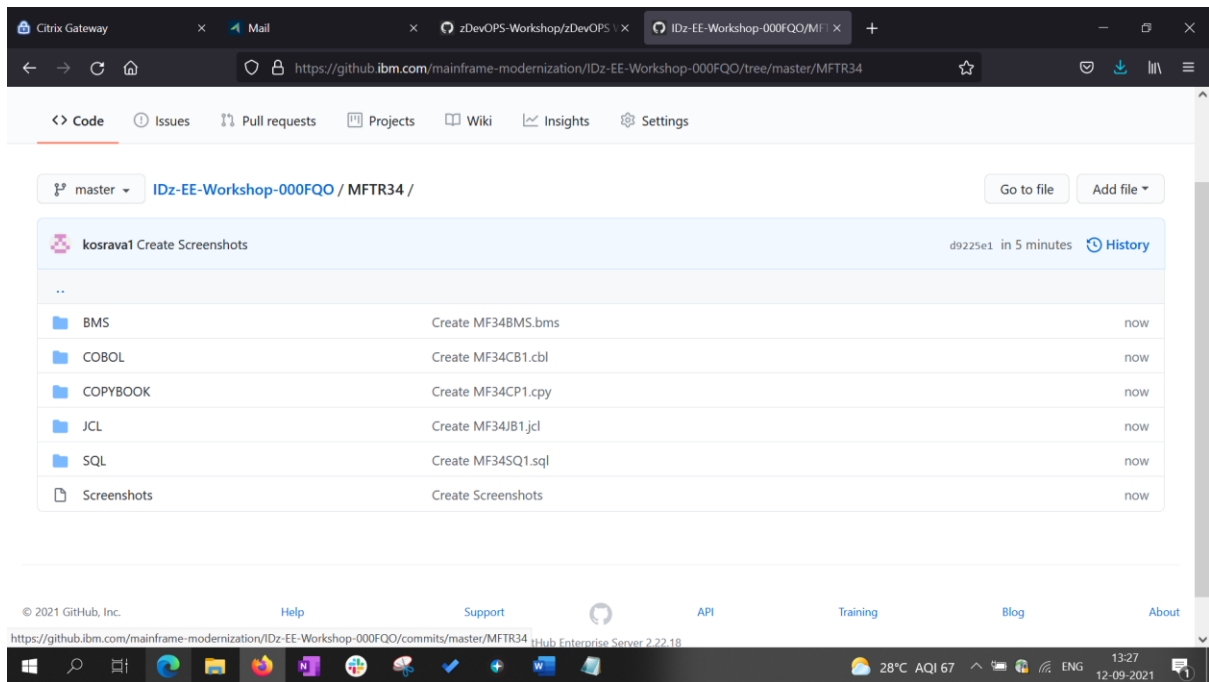 Citrix Gateway
Mail
zDevOPS-Workshop/zDevOPS
IDz-EE-Workshop-000FQO/MFT
https://github.ibm.com/mainframe-modernization/IDz-EE-Workshop-000FQO/tree/master/MFTR34
<> Code Issues Pull requests Projects Wiki Insights Settings
master IDz-EE-Workshop-000FQO / MFTR34 / Go to file Add file
kosrava1 Create Screenshots d9225e1 in 5 minutes History
..
BMS Create MF34BMS.bms now
COBOL Create MF34CB1.cbl now
COPYBOOK Create MF34CP1.cpy now
JCL Create MF34JB1.jcl now
SQL Create MF34SQ1.sql now
Screenshots Create Screenshots now
© 2021 GitHub, Inc. Help Support API Training Blog About
https://github.ibm.com/mainframe-modernization/IDz-EE-Workshop-000FQO/commits/master/MFTR34 tHub Enterprise Server 2.22.18
28°C AQI 67 ENG 13:27
12-09-2021